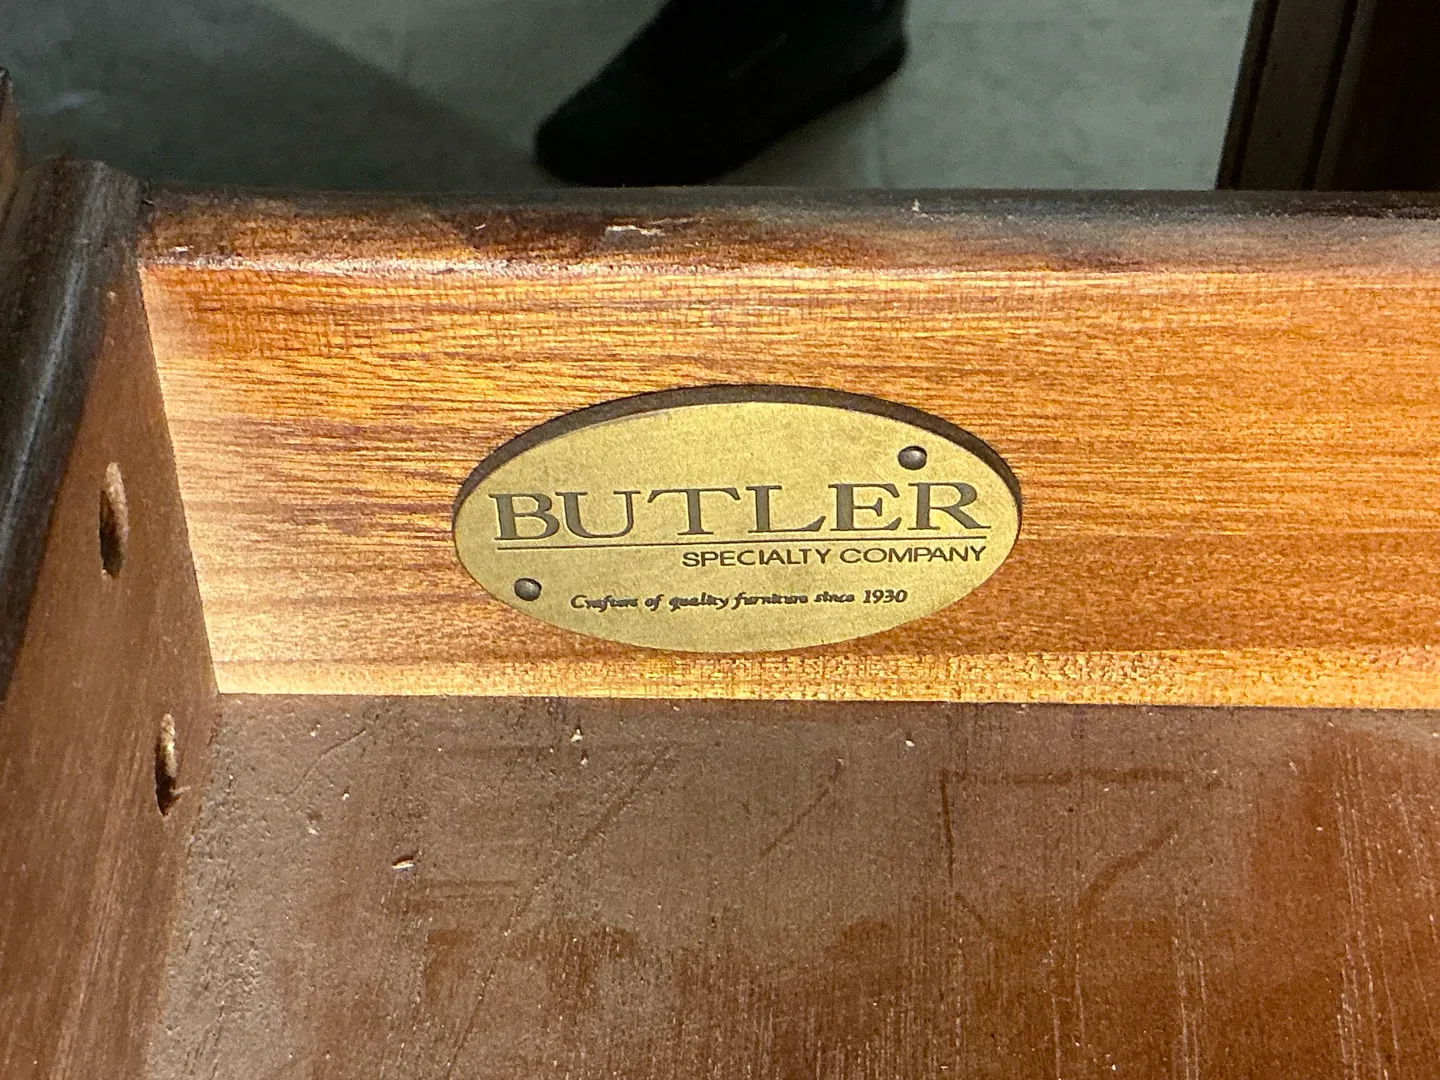 BUTLER
SPECIALTY COMPANY
Crafters of quality furniture since 1930